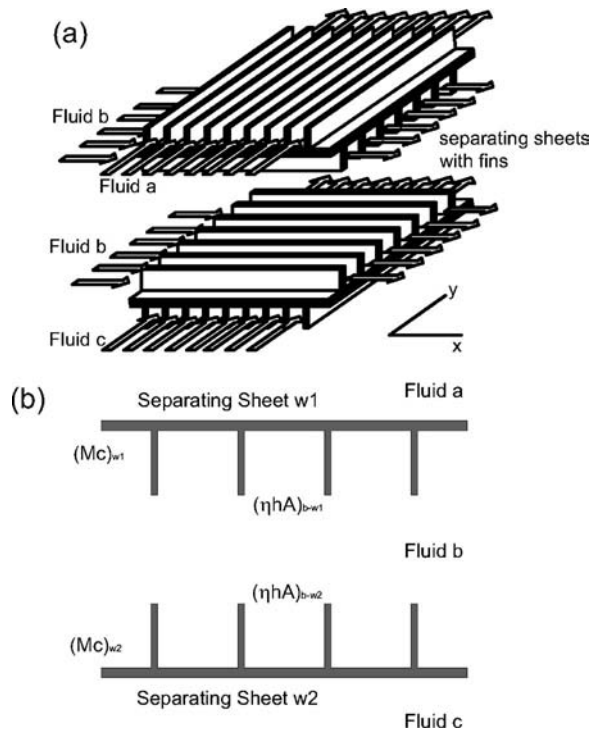 (a)
Fluid b
separating sheets
with fins
Fluid a
Fluid b
y
x
Fluid c
(b)
Separating Sheet w1
Fluid a
(Mc)w1
(ηhA)b-w1
Fluid b
(ηhA)b-w2
(Mc)w2
Separating Sheet w2
Fluid c